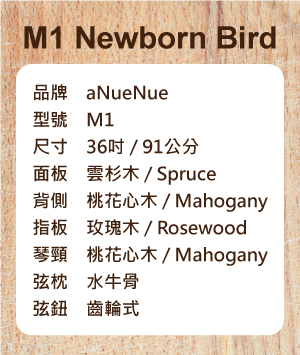 M1 Newborn Bird
品牌 aNueNue
型號 M1
尺寸 36吋 / 91公分
面板 雲杉木 / Spruce
背側 桃花心木 / Mahogany
指板 玫瑰木 / Rosewood
琴頸 桃花心木 / Mahogany
弦枕 水牛骨
弦鈕 齒輪式